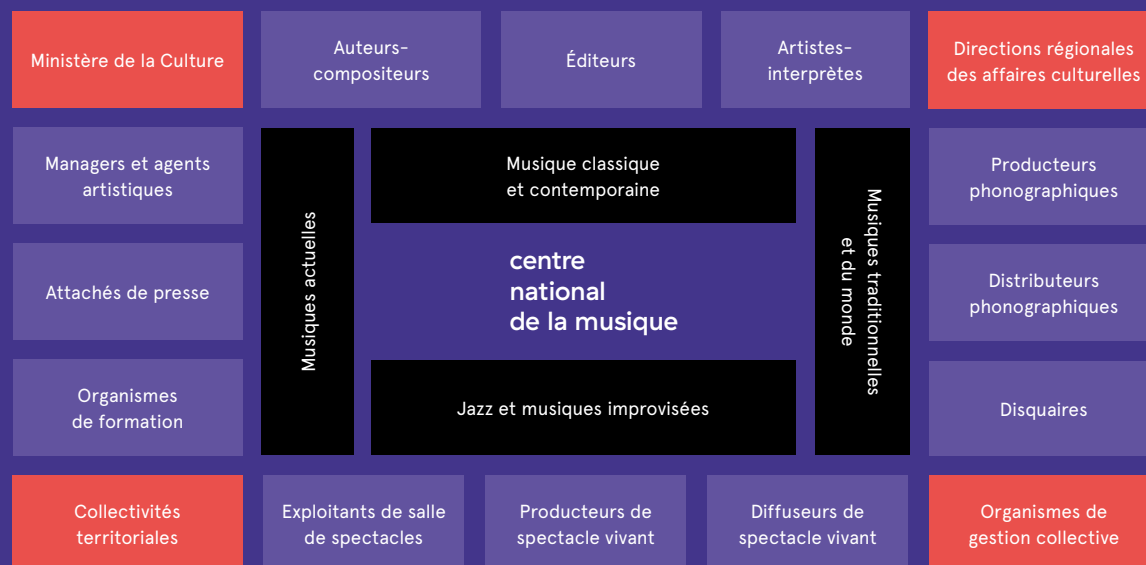 Ministère de la Culture
Auteurs-
compositeurs
Éditeurs
Artistes-
interprètes
Directions régionales
des affaires culturelles
Managers et agents
artistiques
Musique classique
et contemporaine
Producteurs
phonographiques
Musiques actuelles
Musiques traditionnelles
et du monde
Attachés de presse
centre
national
de la musique
Distributeurs
phonographiques
Organismes
de formation
Jazz et musiques improvisées
Disquaires
Collectivités
territoriales
Exploitants de salle
de spectacles
Producteurs de
spectacle vivant
Diffuseurs de
spectacle vivant
Organismes de
gestion collective